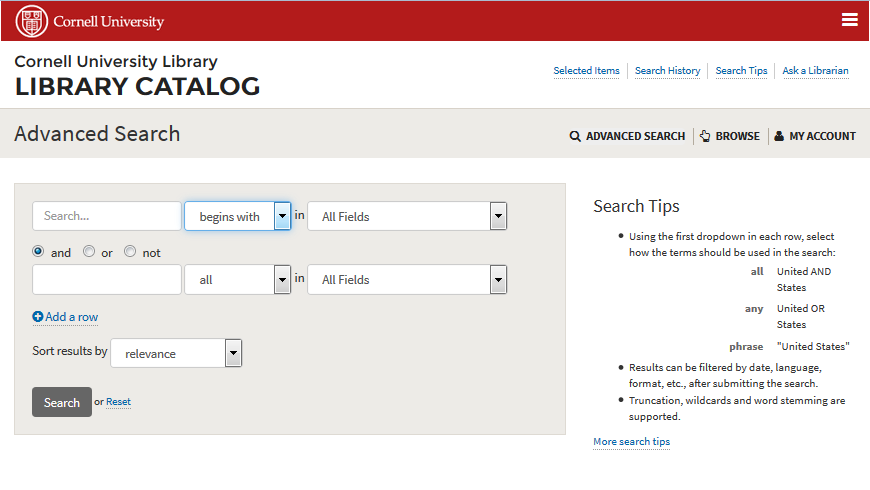 Cornell University
Cornell University Library
LIBRARY CATALOG
Selected Items
Search History
Search Tips
Ask a Librarian
Advanced Search
ADVANCED SEARCH
BROWSE
MY ACCOUNT
Search...
begins with
in
All Fields
and
or
not
all
in
All Fields
Add a row
Sort results by
relevance
Search
or Reset
Search Tips
Using the first dropdown in each row, select
how the terms should be used in the search:
all United AND
States
any United OR
States
phrase "United States"
Results can be filtered by date, language,
format, etc., after submitting the search.
Truncation, wildcards and word stemming are
supported.
More search tips